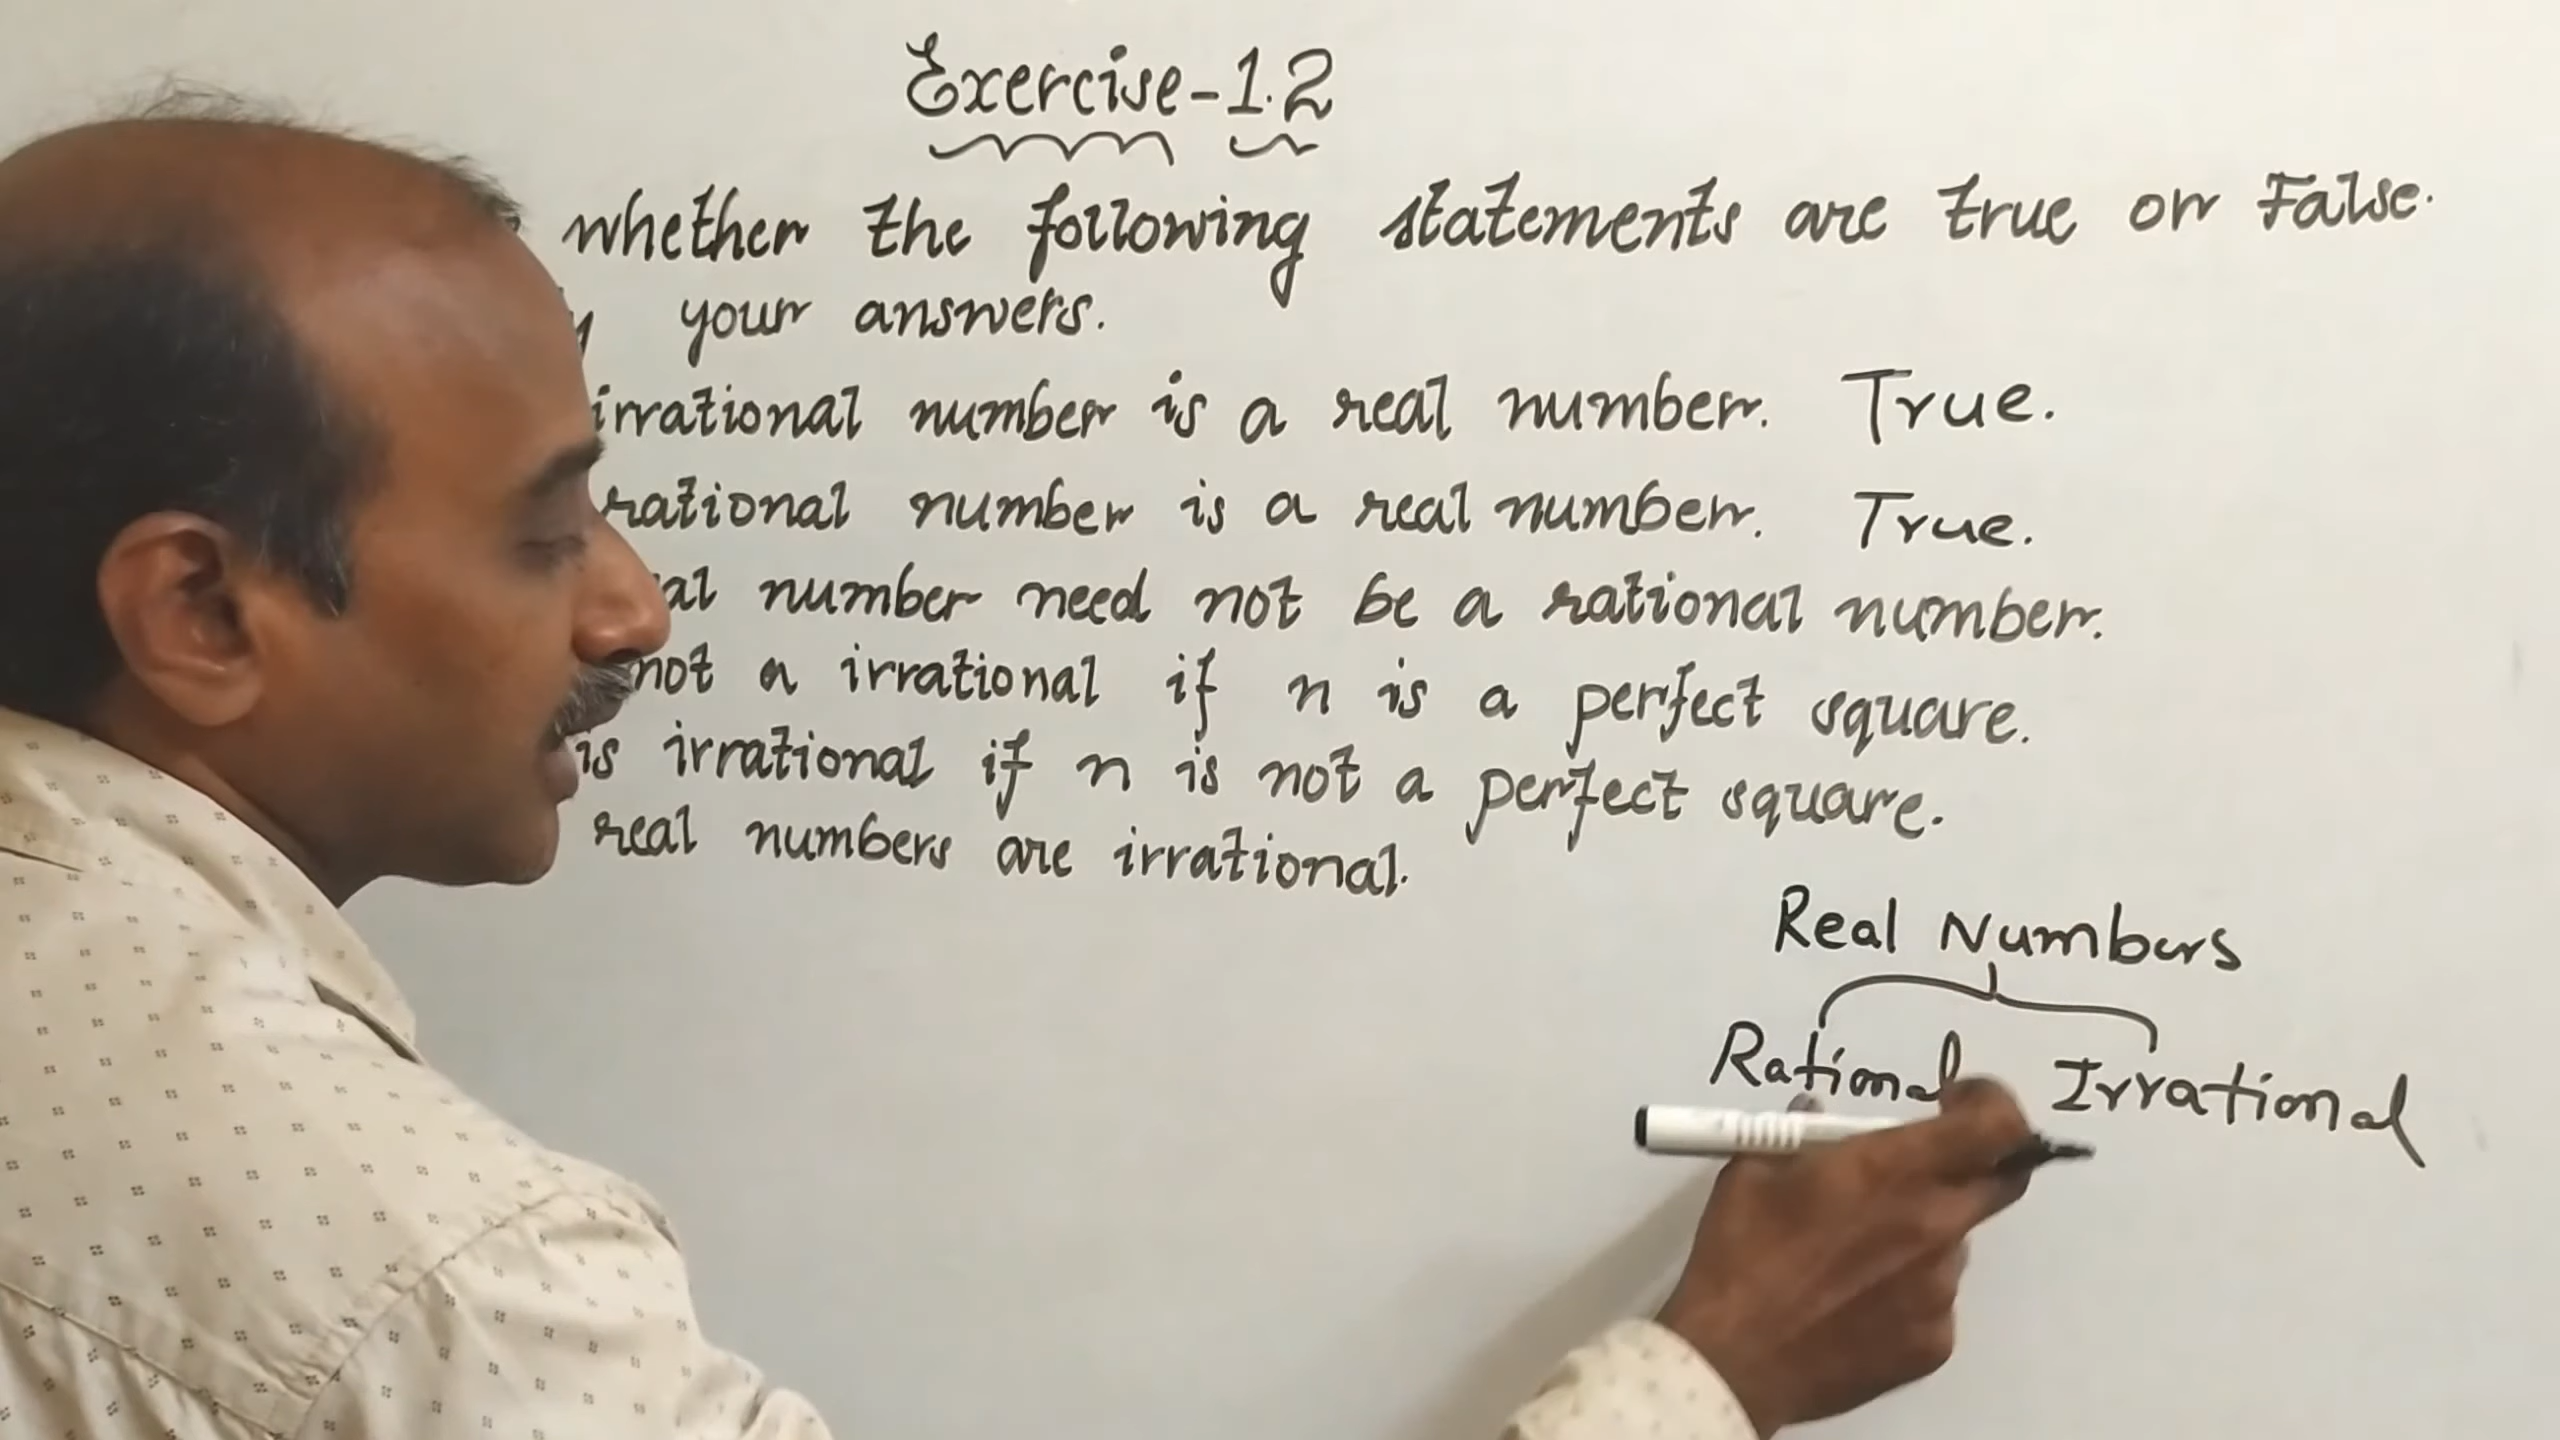 Exercise-1.2
whether the following statements are true or False.
your answers.
irrational number is a real number. True.
rational number is a real number. True.
number need not be a rational number.
not a irrational if n is a perfect square.
is irrational if n is not a perfect square.
real numbers are irrational.
Real Numbers
Rational Irrational